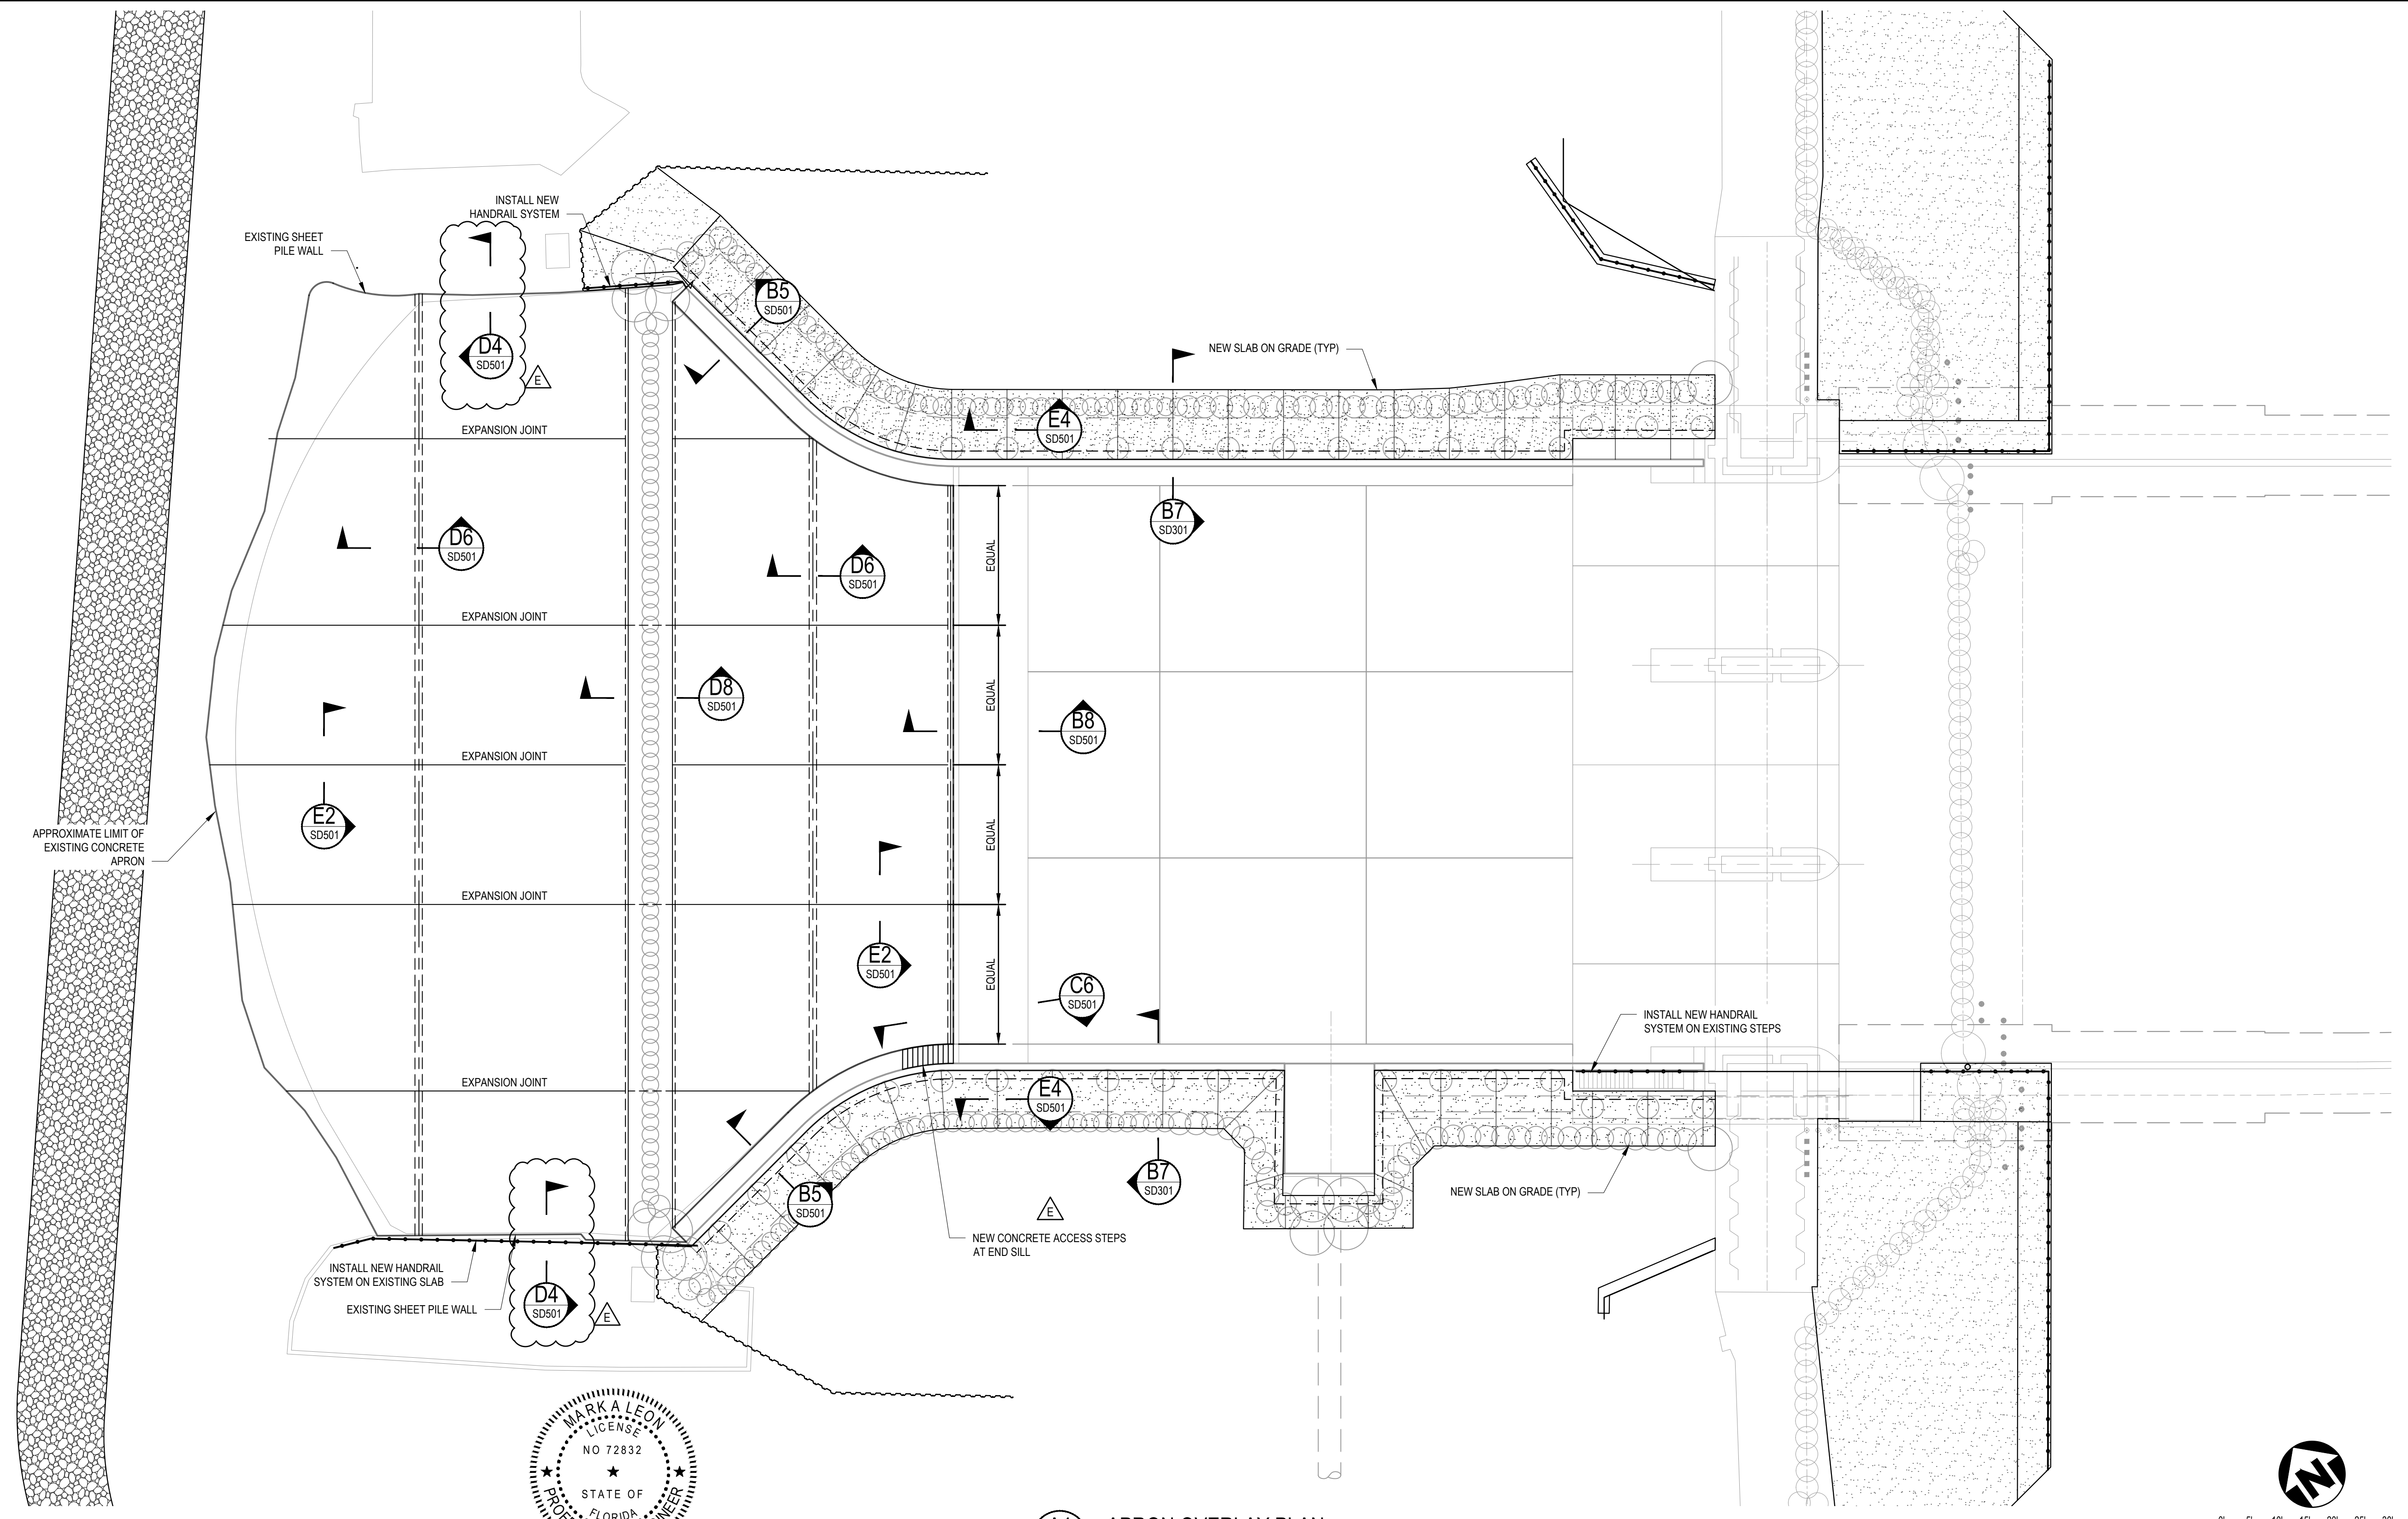 INSTALL NEW
HANDRAIL SYSTEM
EXISTING SHEET
PILE WALL
B5
SD501
D4
SD501
E
NEW SLAB ON GRADE (TYP)
EXPANSION JOINT
E4
SD501
B7
SD301
D6
SD501
D6
SD501
EQUAL
EXPANSION JOINT
D8
SD501
EQUAL
B8
SD501
EXPANSION JOINT
E2
SD501
APPROXIMATE LIMIT OF
EXISTING CONCRETE
APRON
EQUAL
EXPANSION JOINT
E2
SD501
EQUAL
C6
SD501
INSTALL NEW HANDRAIL
SYSTEM ON EXISTING STEPS
EXPANSION JOINT
E4
SD501
B5
SD501
B7
SD301
E
NEW SLAB ON GRADE (TYP)
NEW CONCRETE ACCESS STEPS
AT END SILL
INSTALL NEW HANDRAIL
SYSTEM ON EXISTING SLAB
EXISTING SHEET PILE WALL
D4
SD501
E
MARK A LEON
LICENSE
NO 72832
STATE OF
FLORIDA
N
APRON OVERLAY PLAN